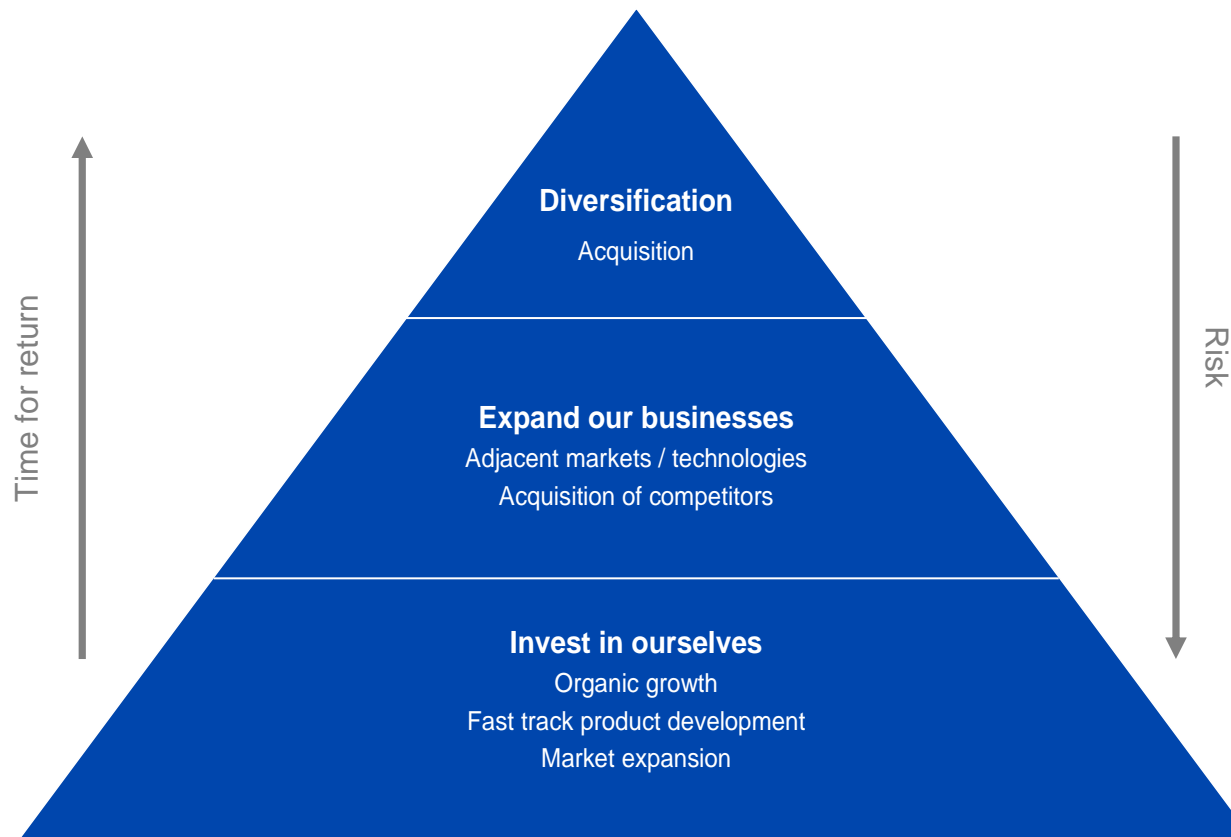 Diversification
Acquisition
Time for return
Risk
Expand our businesses
Adjacent markets / technologies
Acquisition of competitors
Invest in ourselves
Organic growth
Fast track product development
Market expansion